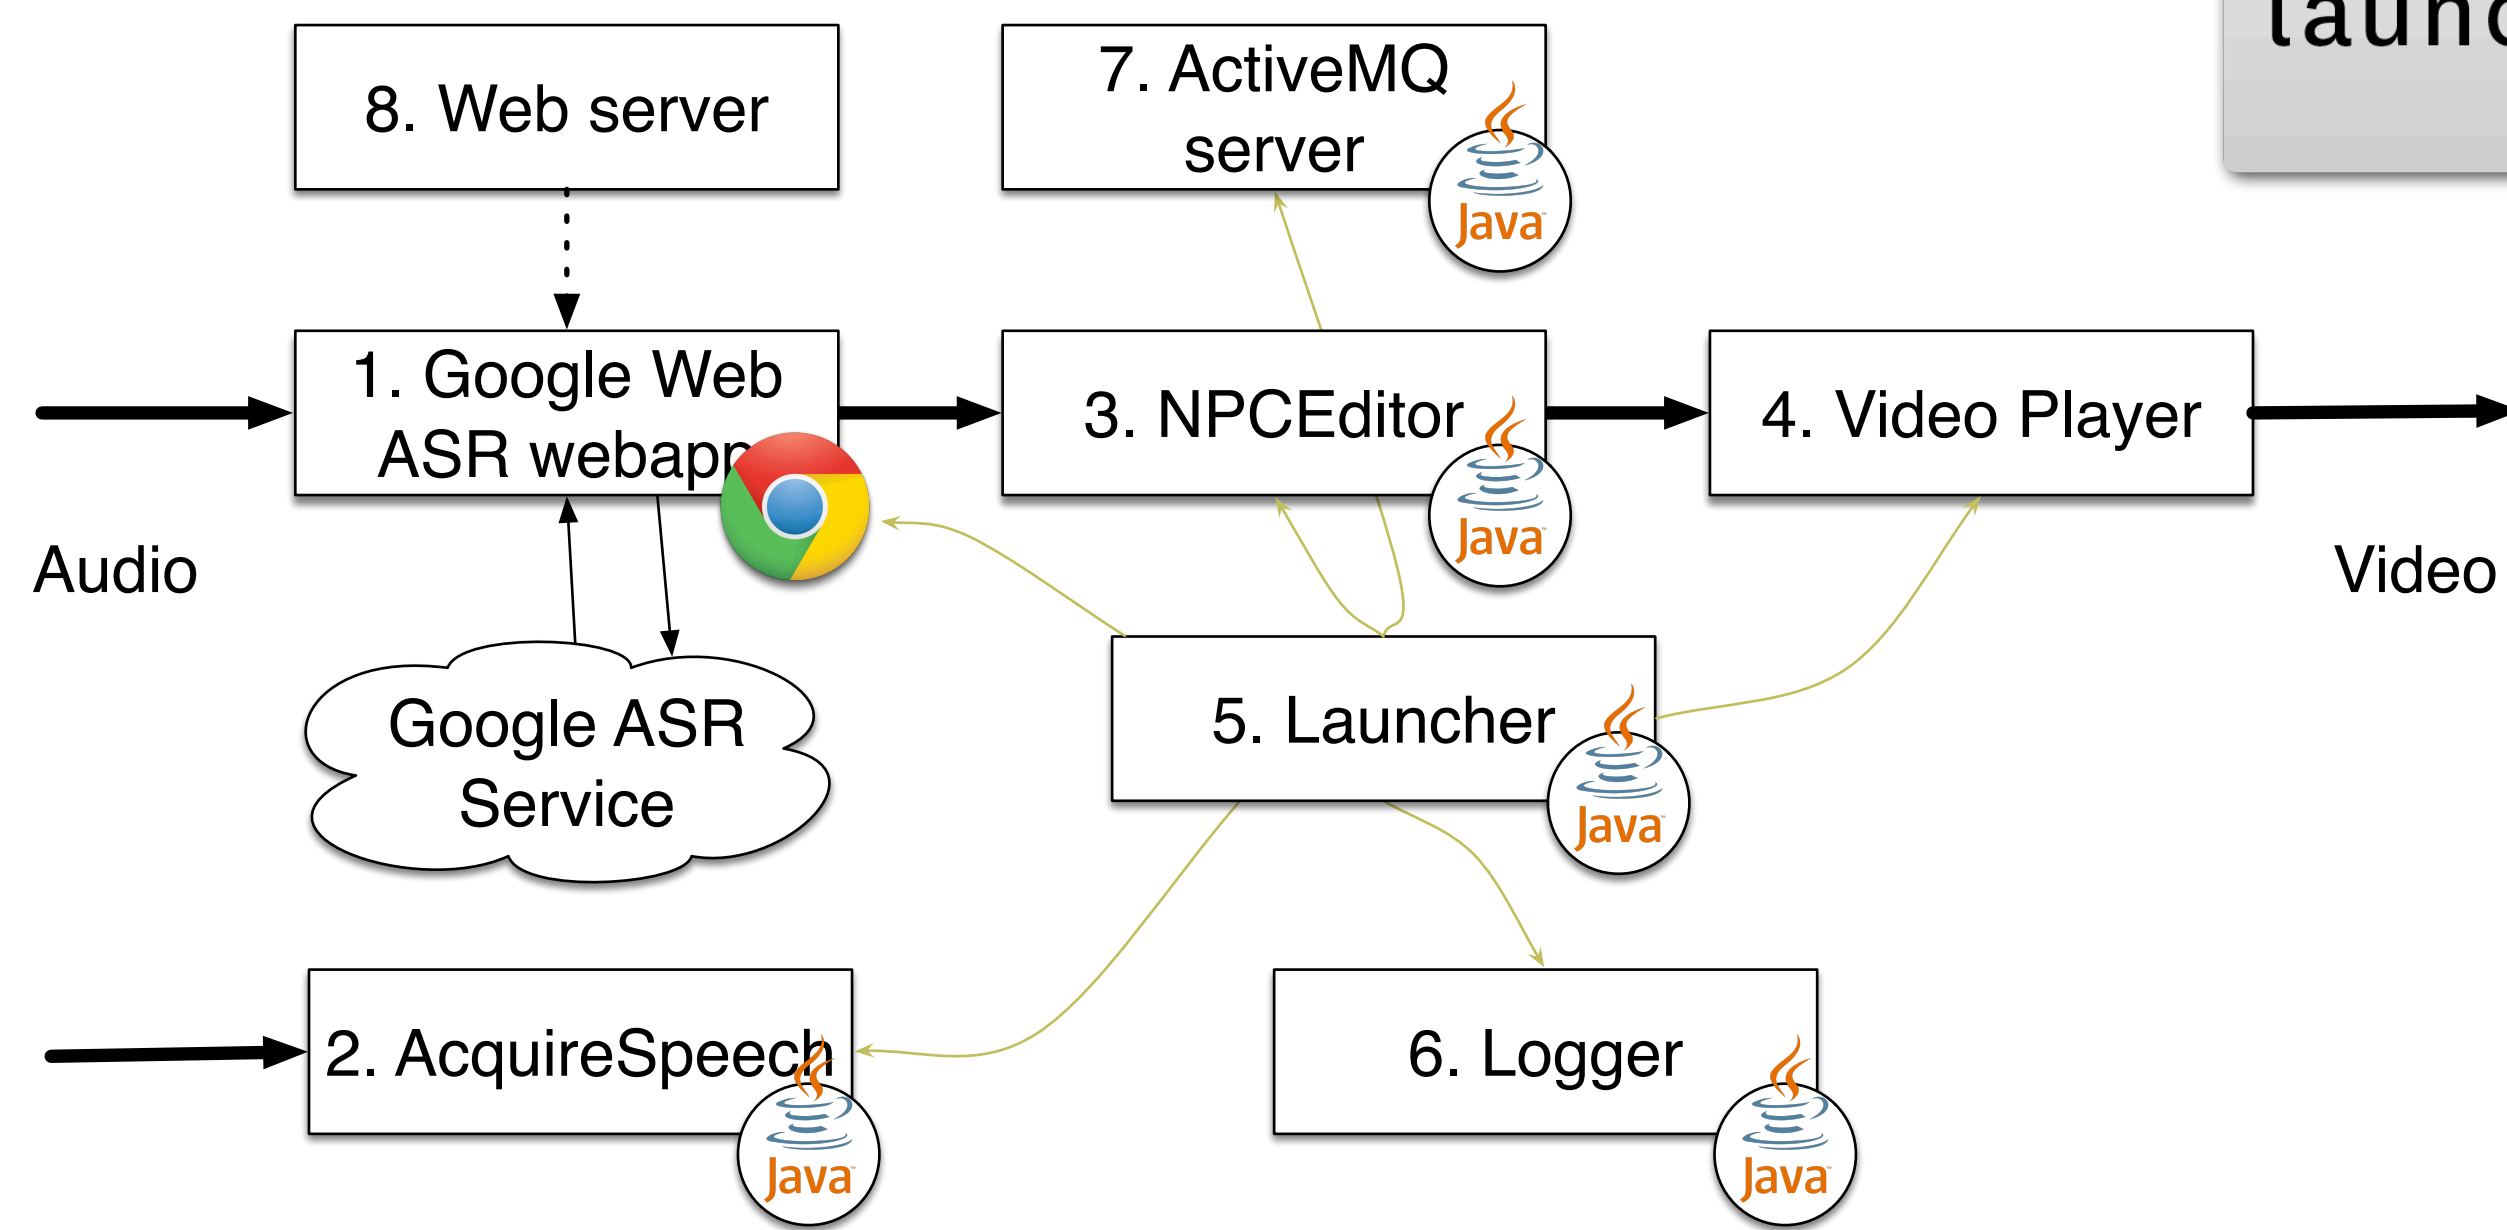 8. Web server
7. ActiveMQ
server
1. Google Web
ASR webapp
3. NPCEditor
4. Video Player
Audio
Video
Google ASR
Service
5. Launcher
2. AcquireSpeech
6. Logger
Java
Java
Java
Java
Java